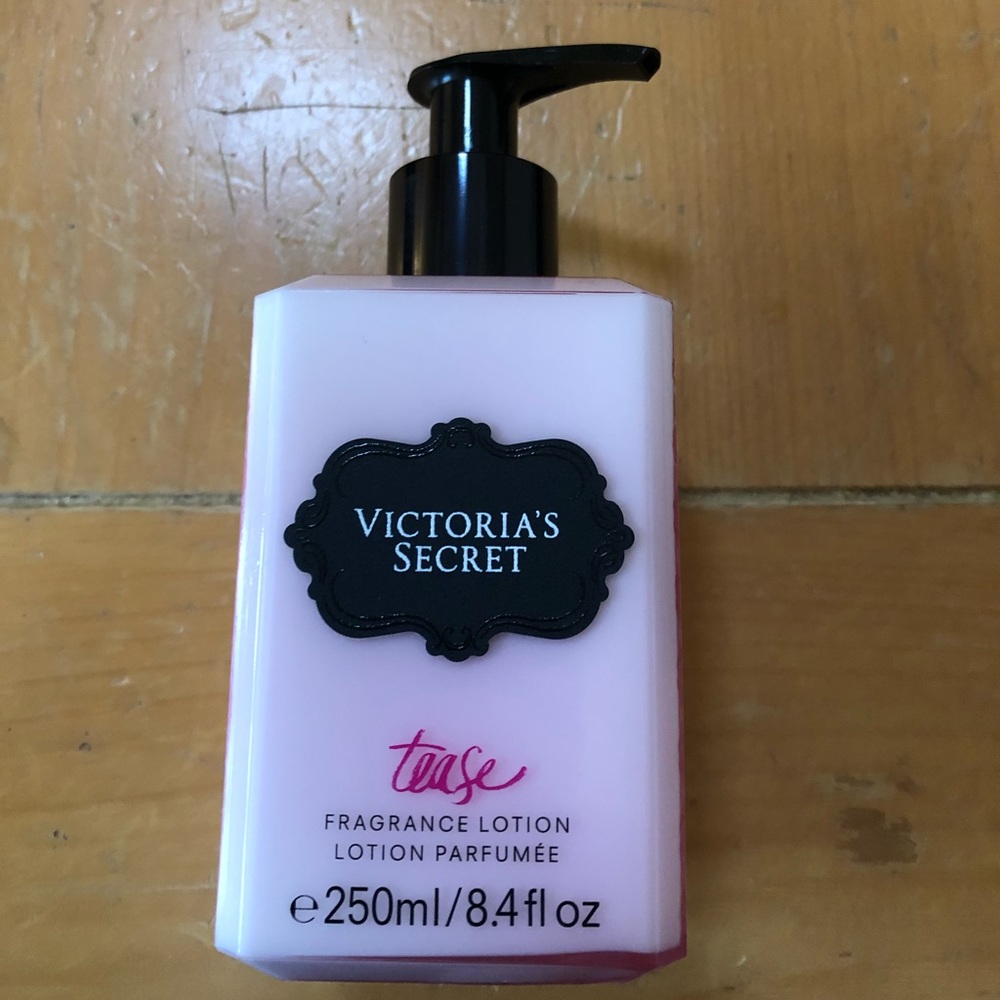 VICTORIA'S
SECRET
tease
FRAGRANCE LOTION
LOTION PARFUMÉE
℮250ml/8.4fl oz